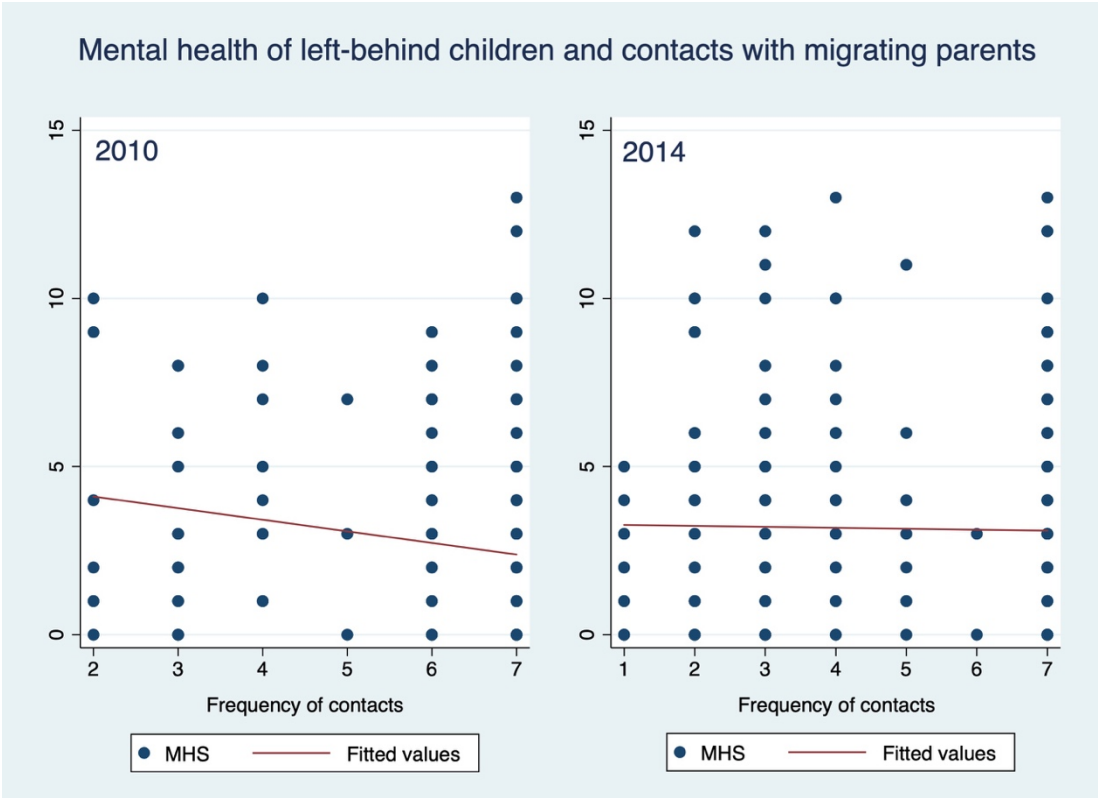 Mental health of left-behind children and contacts with migrating parents
2010
15
10
5
0
2 3 4 5 6 7
Frequency of contacts
MHS Fitted values
2014
15
10
5
0
1 2 3 4 5 6 7
Frequency of contacts
MHS Fitted values